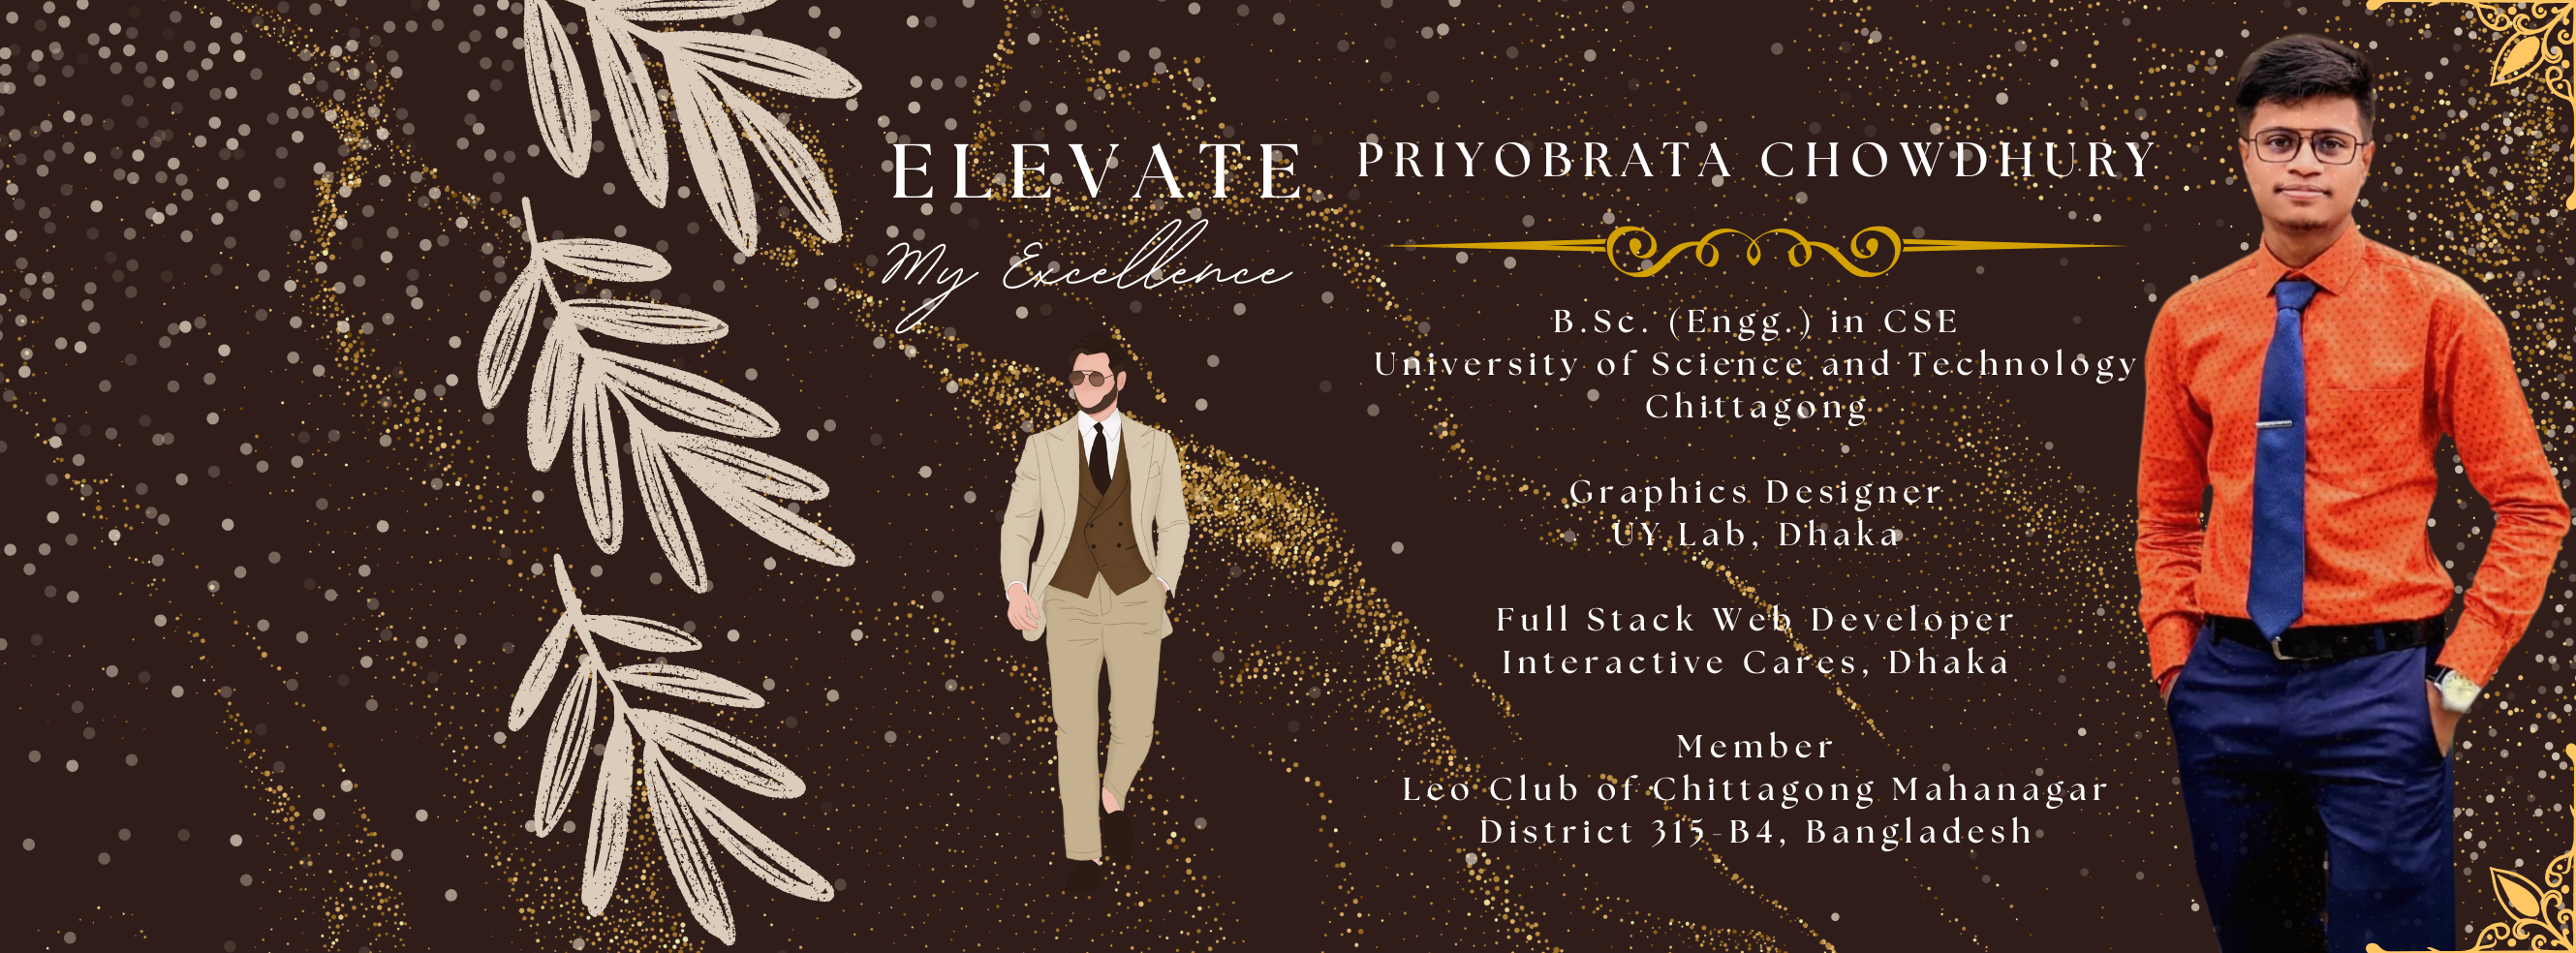 ELEVATE
My Excellence
PRIYOBRATA CHOWDHURY
B.Sc. (Engg.) in CSE
University of Science and Technology
Chittagong
Graphics Designer
UY Lab, Dhaka
Full Stack Web Developer
Interactive Cares, Dhaka
Member
Leo Club of Chittagong Mahanagar
District 315-B4, Bangladesh